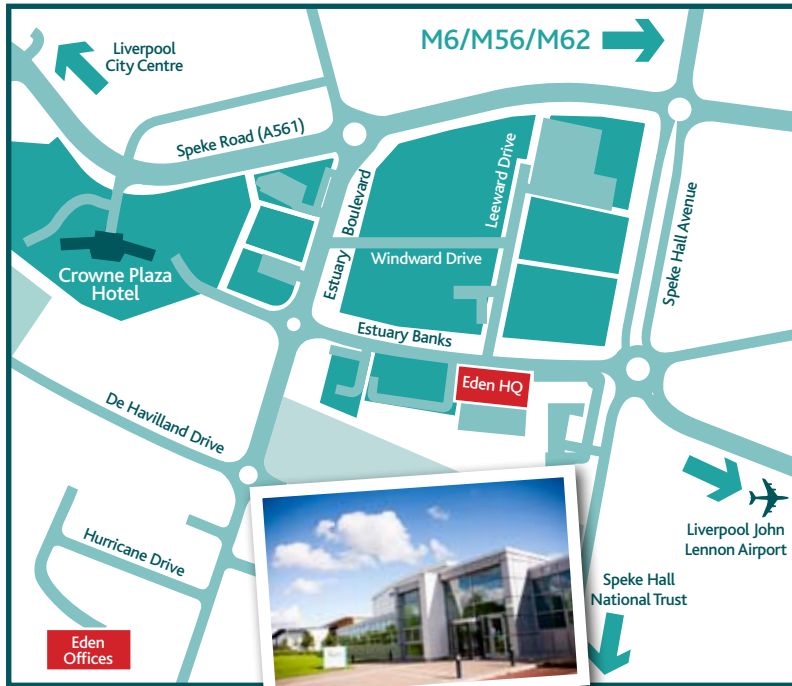 Liverpool
City Centre
M6/M56/M62
Speke Road (A561)
Estuary Boulevard
Leeward Drive
Windward Drive
Speke Hall Avenue
Crowne Plaza
Hotel
Estuary Banks
Eden HQ
De Havilland Drive
Hurricane Drive
Liverpool John
Lennon Airport
Speke Hall
National Trust
Eden
Offices